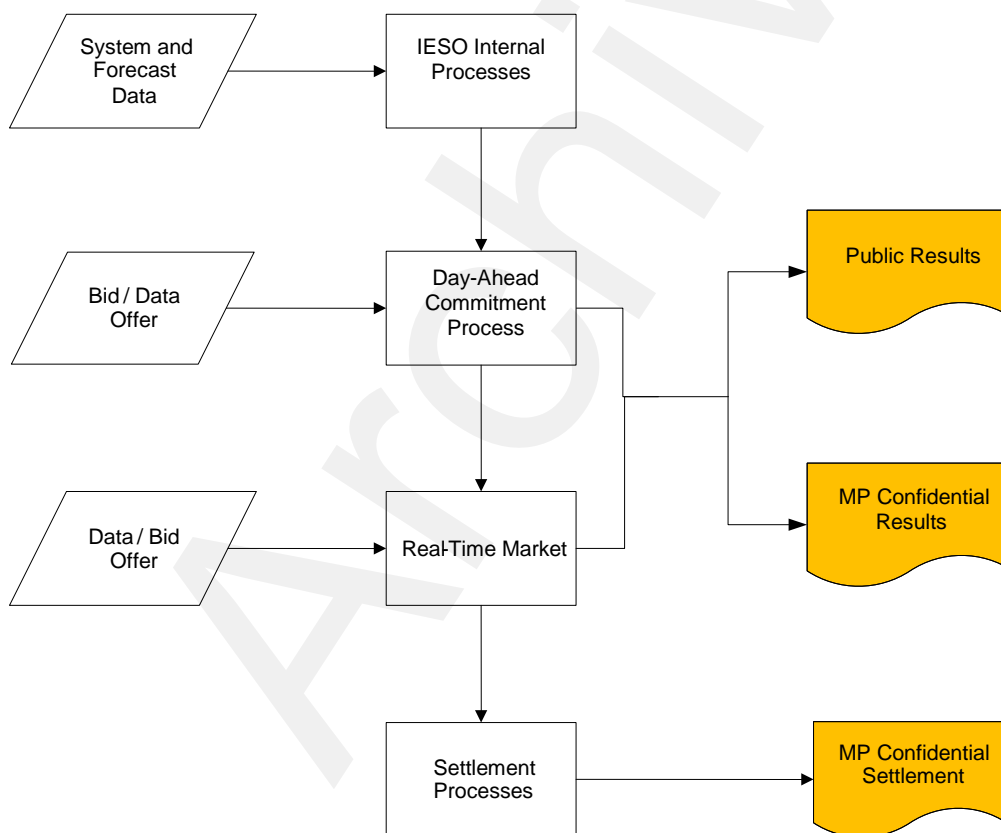 System and
Forecast
Data
IESO Internal
Processes
Public Results
Bid / Data
Offer
Day-Ahead
Commitment
Process
MP Confidential
Results
Data / Bid
Offer
Real-Time Market
Settlement
Processes
MP Confidential
Settlement
Archiv